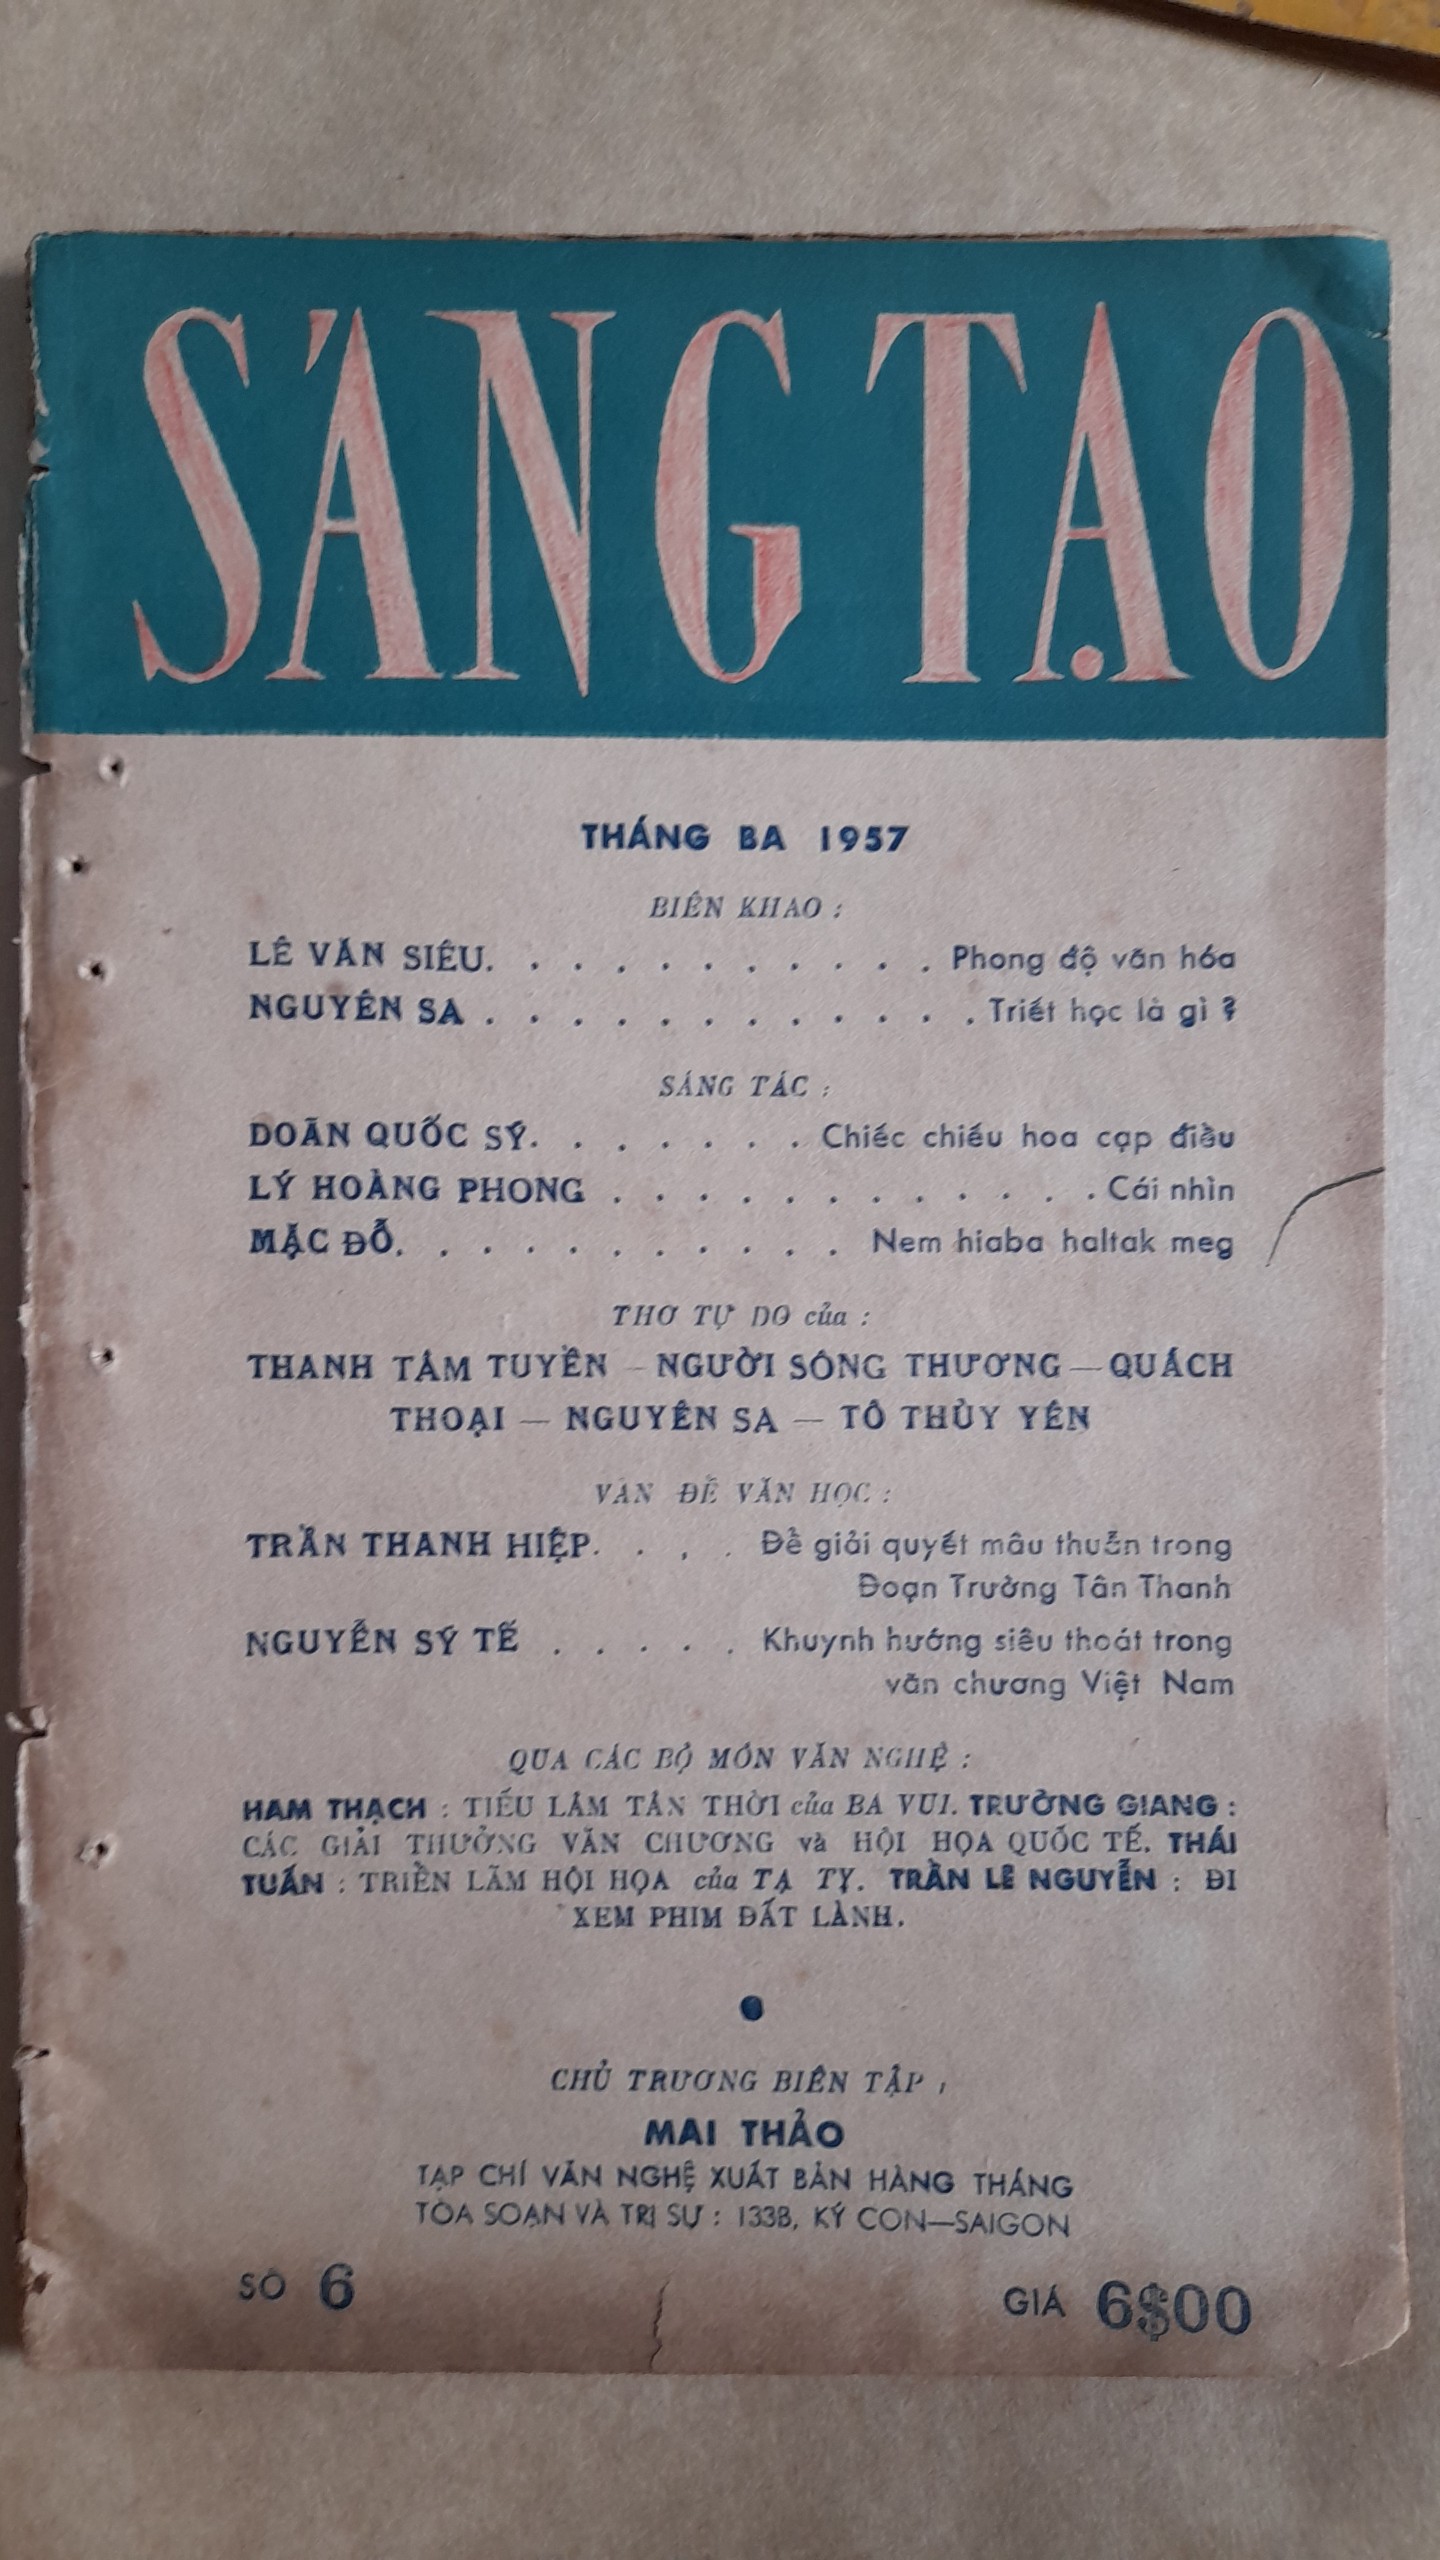 SÁNG TẠO
THÁNG BA 1957
BIÊN KHAO :
LÊ VĂN SIÊU. . . . . . . . . . . Phong độ văn hóa
NGUYÊN SA . . . . . . . . . . . . Triết học là gì ?
SÁNG TÁC :
DOÃN QUỐC SỸ. . . . . . . Chiếc chiếu hoa cạp điều
LÝ HOÀNG PHONG . . . . . . . . . . . . Cái nhìn
MẶC ĐỖ. . . . . . . . . . . Nem hiaba haltak meg
THƠ TỰ DO của :
THANH TÂM TUYỀN — NGƯỜI SÔNG THƯƠNG — QUÁCH
THOẠI — NGUYÊN SA — TÔ THÙY YÊN
VẤN ĐỀ VĂN HỌC :
TRẦN THANH HIỆP. . . . Để giải quyết mâu thuẫn trong
Đoạn Trường Tân Thanh
NGUYỄN SỸ TẾ . . . . . Khuynh hướng siêu thoát trong
văn chương Việt Nam
QUA CÁC BỘ MÔN VĂN NGHỆ :
HAM THẠCH : TIẾU LÂM TÂN THỜI của BA VUI. TRƯỜNG GIANG :
CÁC GIẢI THƯỞNG VĂN CHƯƠNG và HỘI HỌA QUỐC TẾ. THÁI
TUẤN : TRIỂN LÃM HỘI HỌA của TẠ TỴ. TRẦN LÊ NGUYỄN : ĐI
XEM PHIM ĐẤT LÀNH.
CHỦ TRƯƠNG BIÊN TẬP :
MAI THẢO
TẠP CHÍ VĂN NGHỆ XUẤT BẢN HÀNG THÁNG
TÒA SOẠN VÀ TRỊ SỰ : 133B, KÝ CON—SAIGON
SỐ 6
GIÁ 6$00